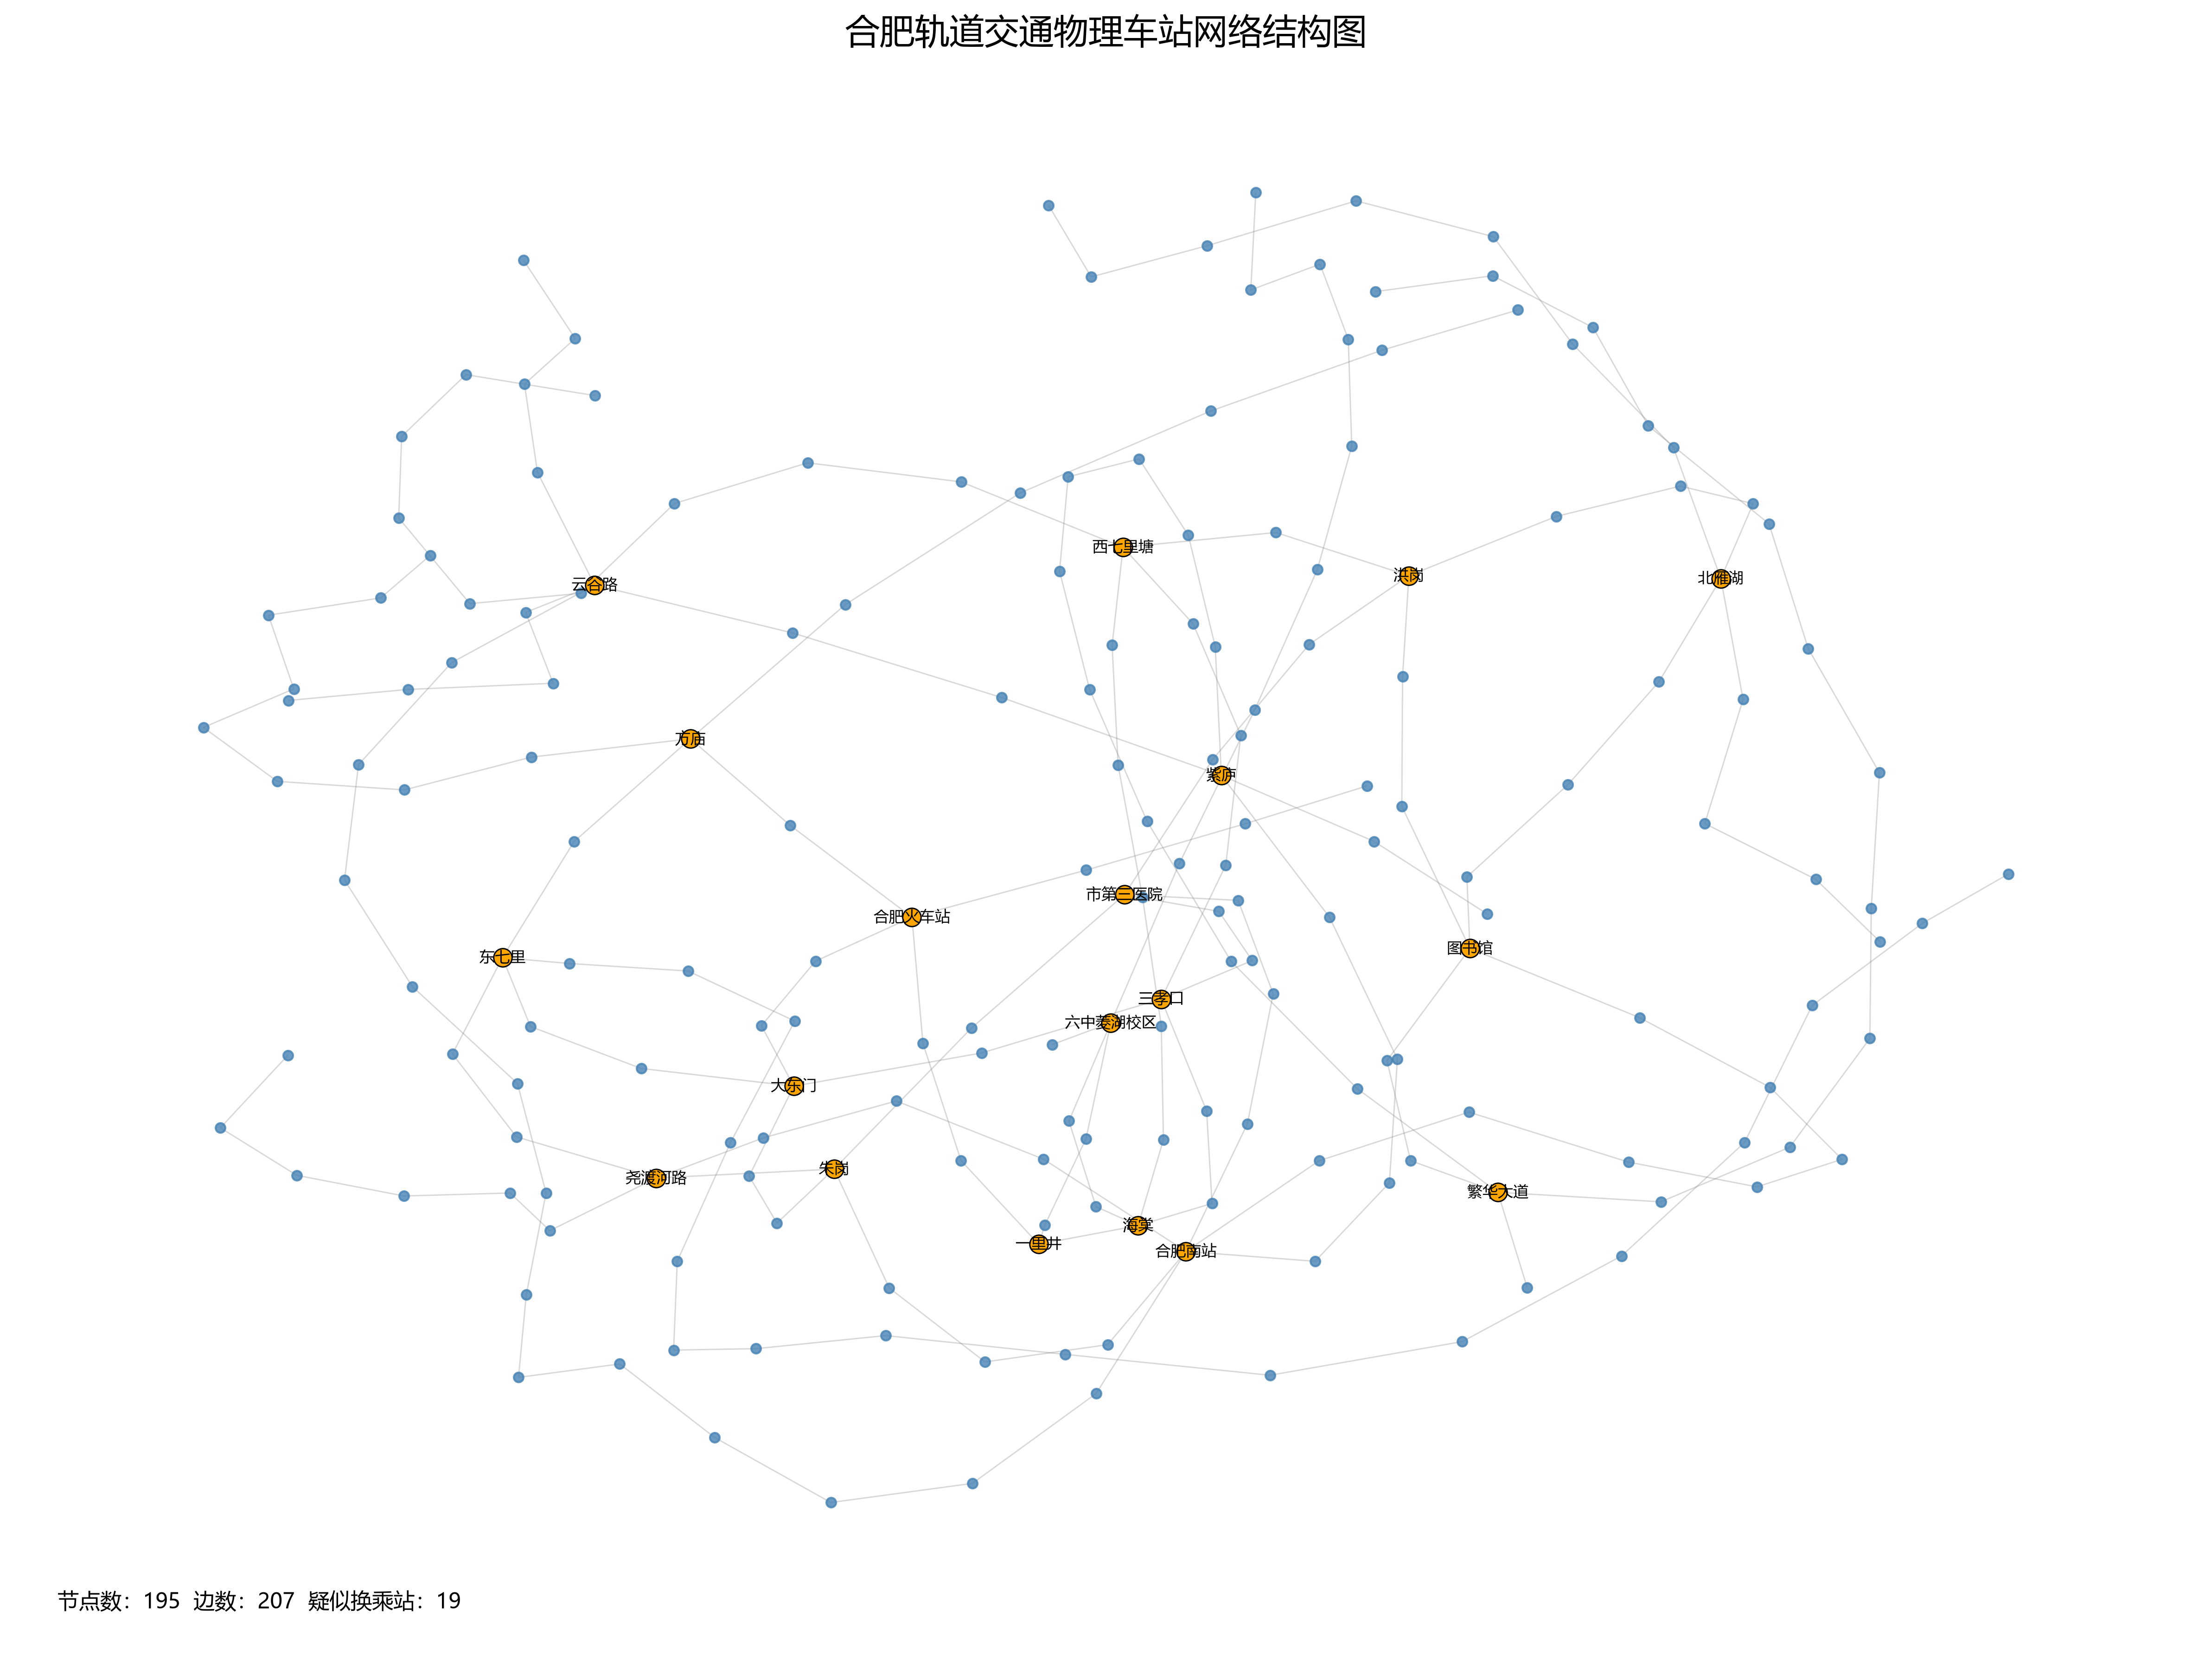 合肥轨道交通物理车站网络结构图
西七里塘
洪岗
北雁湖
云谷路
方庙
紫庐
市第三医院
合肥火车站
图书馆
东七里
三孝口
六中菱湖校区
大东门
朱岗
尧渡河路
繁华大道
海棠
一里井
合肥南站
节点数：195 边数：207 疑似换乘站：19